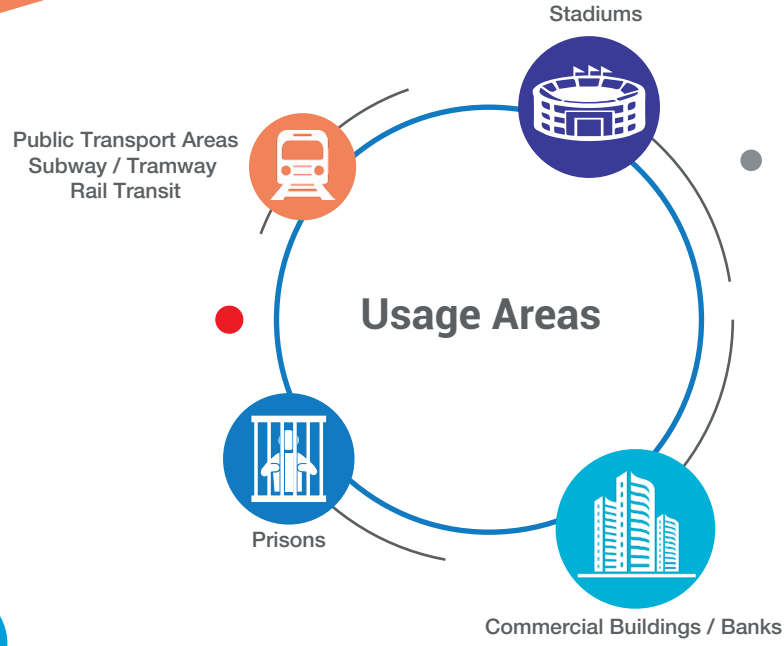 Stadiums
Public Transport Areas
Subway / Tramway
Rail Transit
Usage Areas
Prisons
Commercial Buildings / Banks